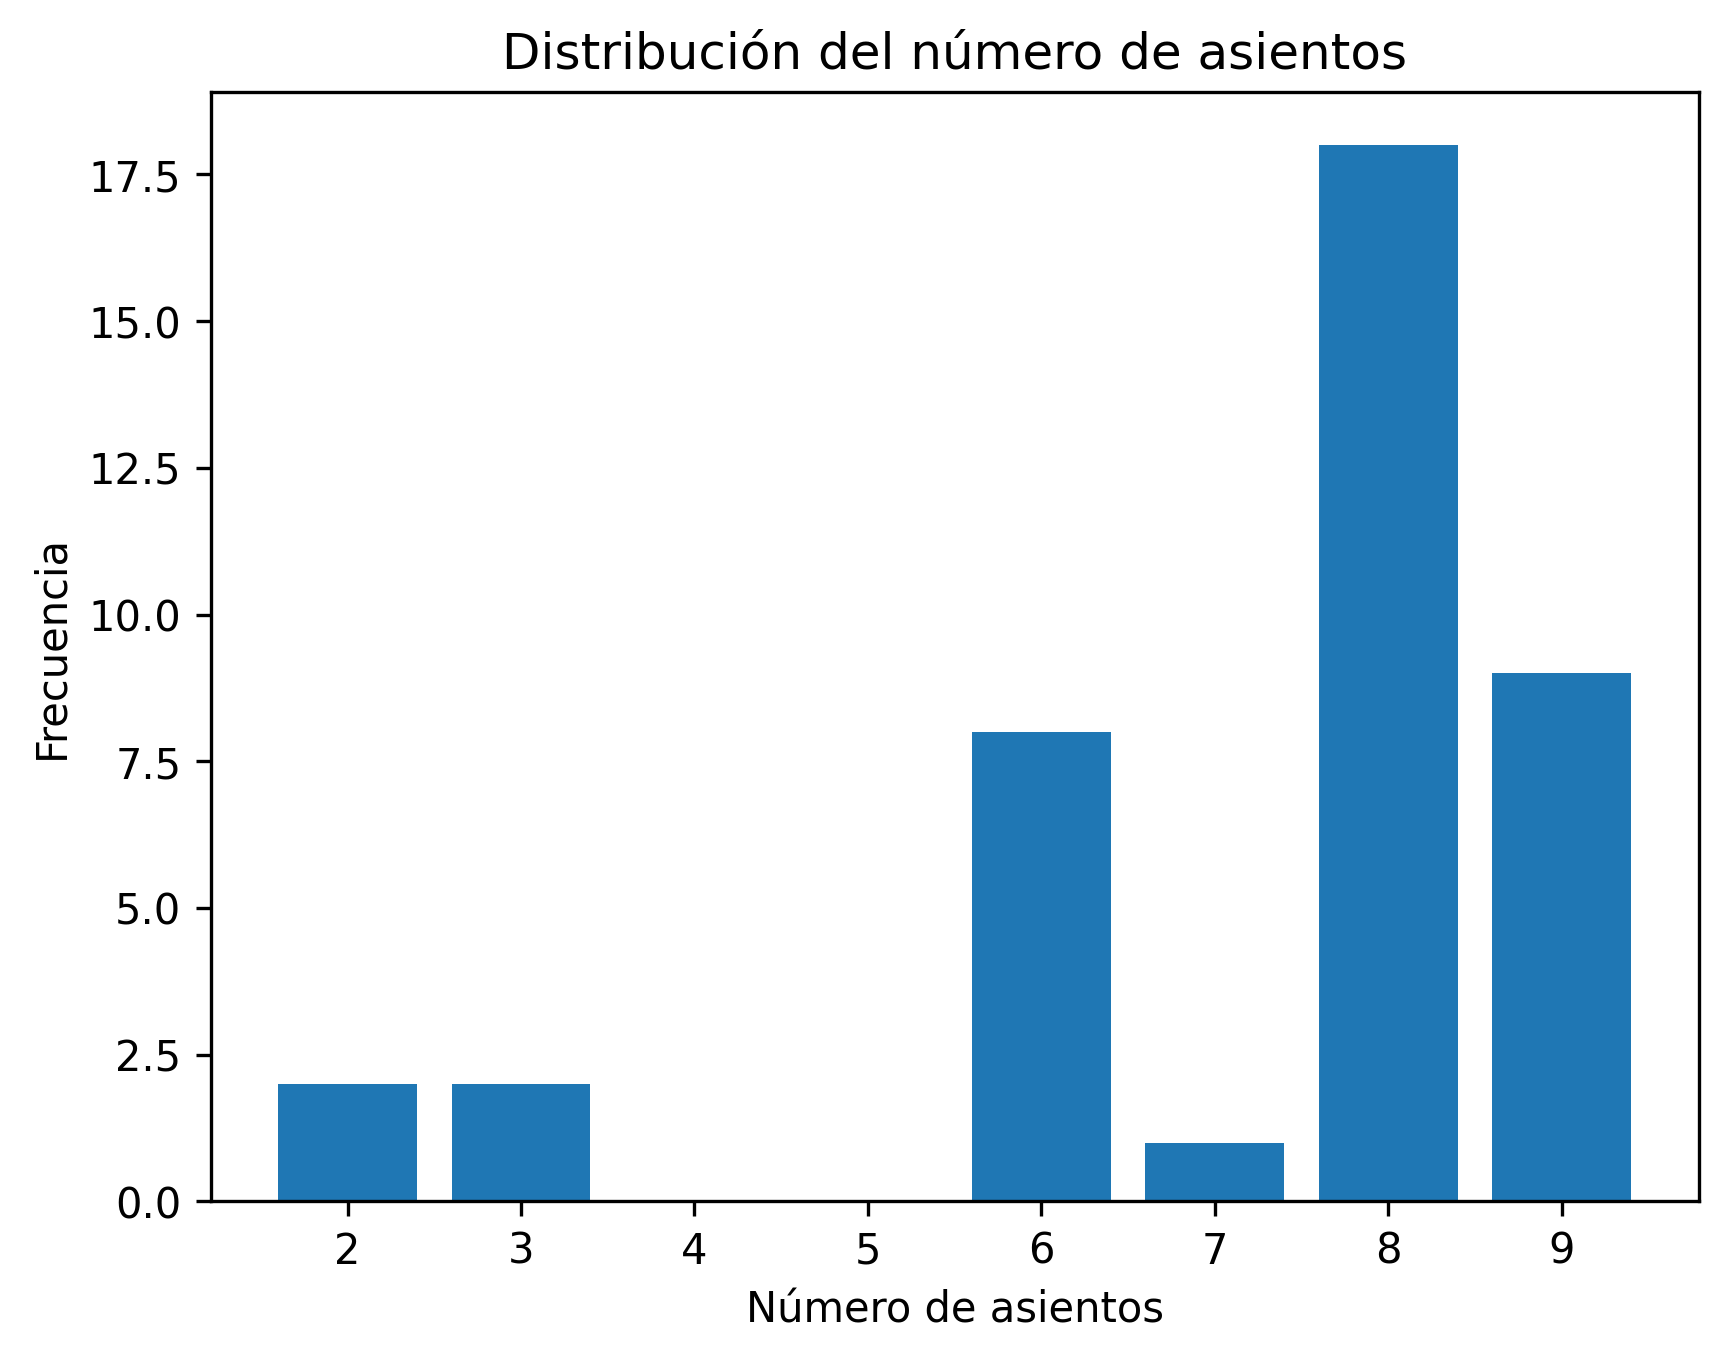 Distribución del número de asientos
17.5
15.0
12.5
10.0
7.5
5.0
2.5
0.0
Frecuencia
2 3 4 5 6 7 8 9
Número de asientos